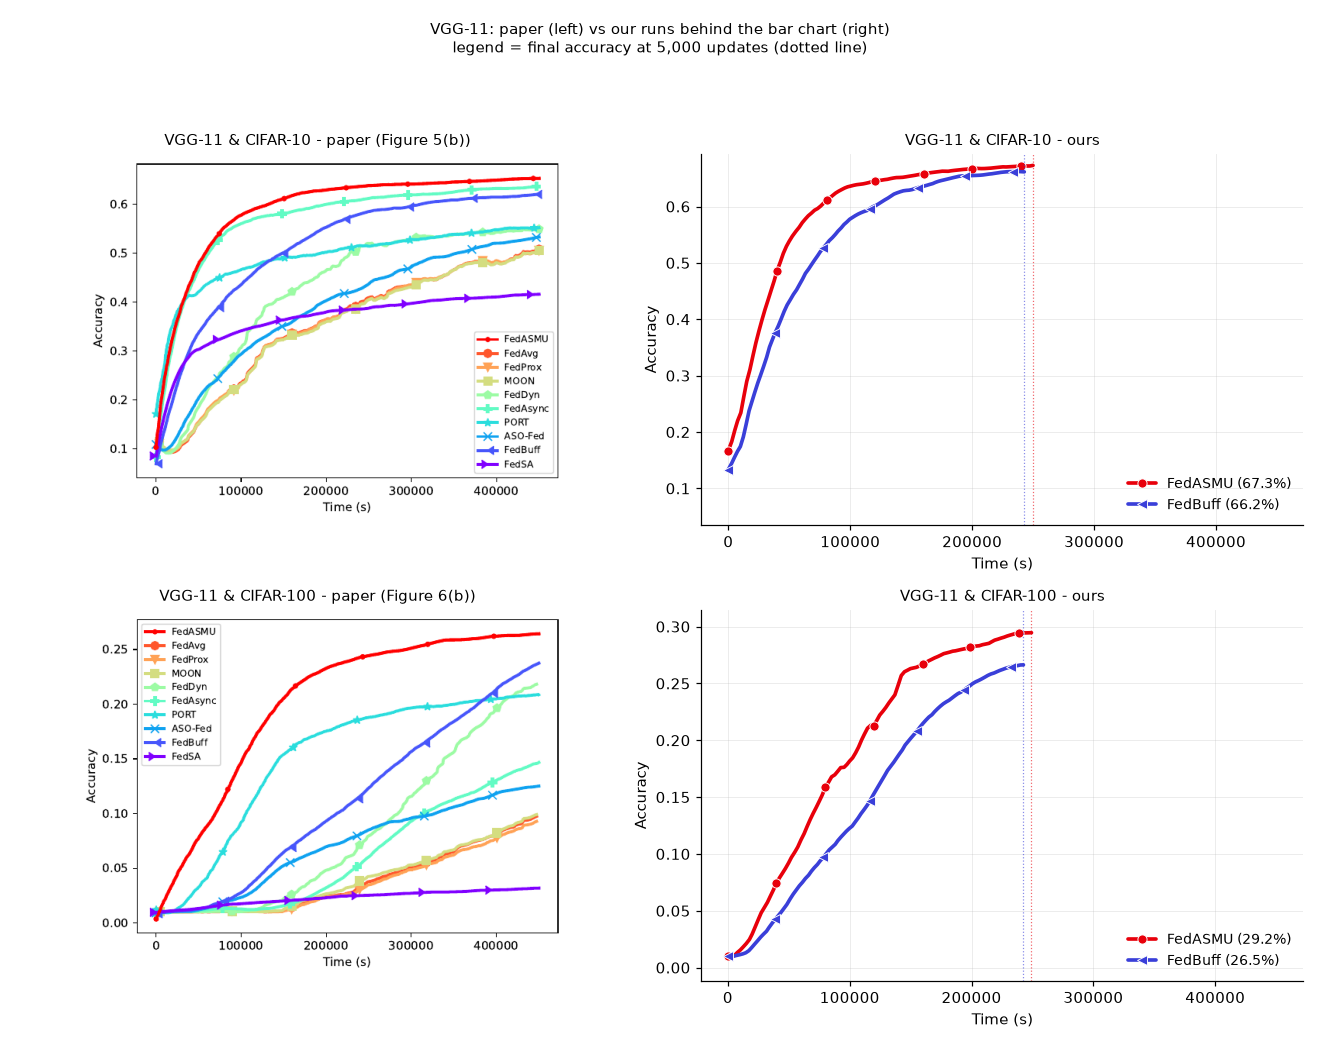 VGG-11: paper (left) vs our runs behind the bar chart (right)
legend = final accuracy at 5,000 updates (dotted line)
VGG-11 & CIFAR-10 - paper (Figure 5(b))
Accuracy
0.6
0.5
0.4
0.3
0.2
0.1
FedASMU
FedAvg
FedProx
MOON
FedDyn
FedAsync
PORT
ASO-Fed
FedBuff
FedSA
0 100000 200000 300000 400000
Time (s)
VGG-11 & CIFAR-10 - ours
Accuracy
0.6
0.5
0.4
0.3
0.2
0.1
FedASMU (67.3%)
FedBuff (66.2%)
0 100000 200000 300000 400000
Time (s)
VGG-11 & CIFAR-100 - paper (Figure 6(b))
Accuracy
0.25
0.20
0.15
0.10
0.05
0.00
FedASMU
FedAvg
FedProx
MOON
FedDyn
FedAsync
PORT
ASO-Fed
FedBuff
FedSA
0 100000 200000 300000 400000
Time (s)
VGG-11 & CIFAR-100 - ours
Accuracy
0.30
0.25
0.20
0.15
0.10
0.05
0.00
FedASMU (29.2%)
FedBuff (26.5%)
0 100000 200000 300000 400000
Time (s)